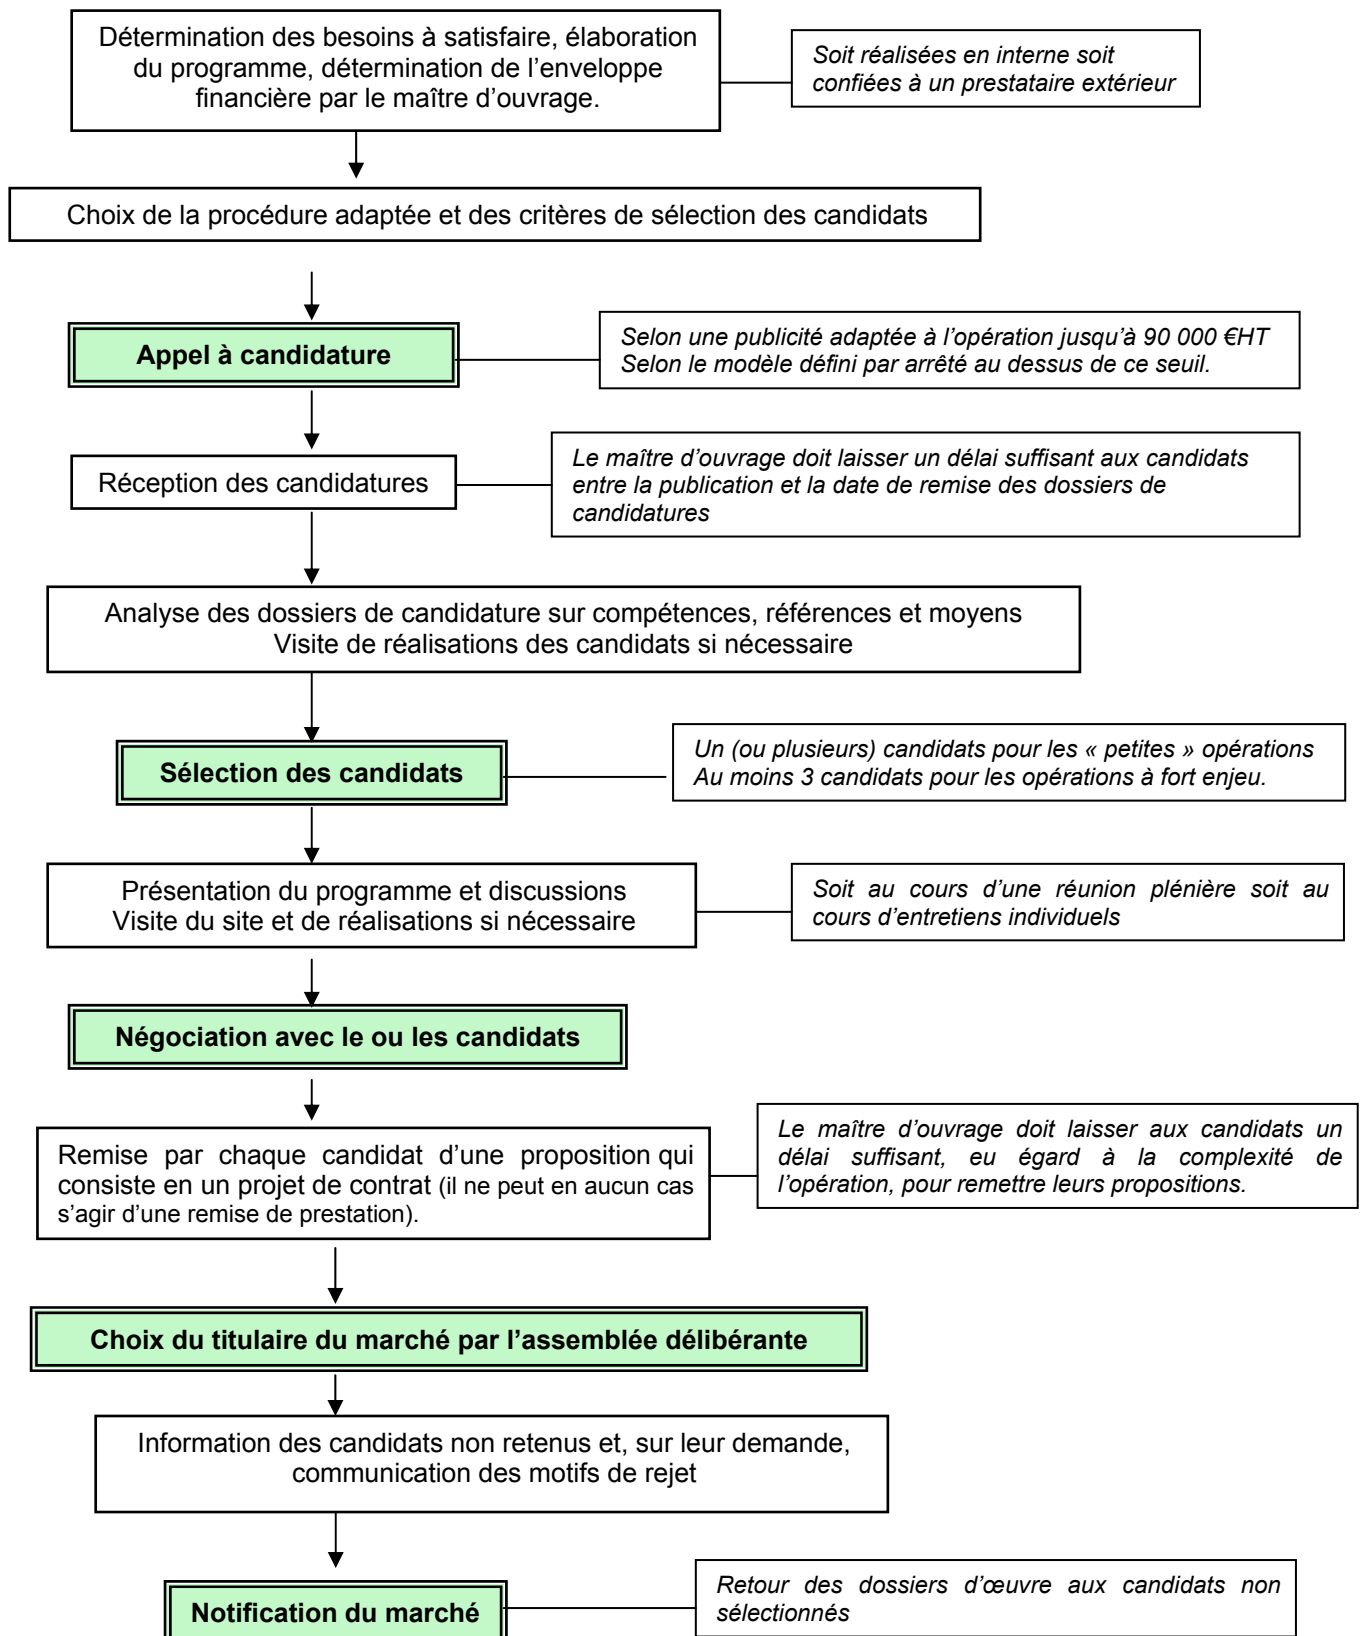 Détermination des besoins à satisfaire, élaboration
du programme, détermination de l’enveloppe
financière par le maître d’ouvrage.
Soit réalisées en interne soit
confiées à un prestataire extérieur
Choix de la procédure adaptée et des critères de sélection des candidats
Appel à candidature
Selon une publicité adaptée à l’opération jusqu’à 90 000 €HT
Selon le modèle défini par arrêté au dessus de ce seuil.
Réception des candidatures
Le maître d’ouvrage doit laisser un délai suffisant aux candidats
entre la publication et la date de remise des dossiers de
candidatures
Analyse des dossiers de candidature sur compétences, références et moyens
Visite de réalisations des candidats si nécessaire
Sélection des candidats
Un (ou plusieurs) candidats pour les « petites » opérations
Au moins 3 candidats pour les opérations à fort enjeu.
Présentation du programme et discussions
Visite du site et de réalisations si nécessaire
Soit au cours d’une réunion plénière soit au
cours d’entretiens individuels
Négociation avec le ou les candidats
Remise par chaque candidat d’une proposition qui
consiste en un projet de contrat (il ne peut en aucun cas
s’agir d’une remise de prestation).
Le maître d’ouvrage doit laisser aux candidats un
délai suffisant, eu égard à la complexité de
l’opération, pour remettre leurs propositions.
Choix du titulaire du marché par l’assemblée délibérante
Information des candidats non retenus et, sur leur demande,
communication des motifs de rejet
Notification du marché
Retour des dossiers d’œuvre aux candidats non
sélectionnés